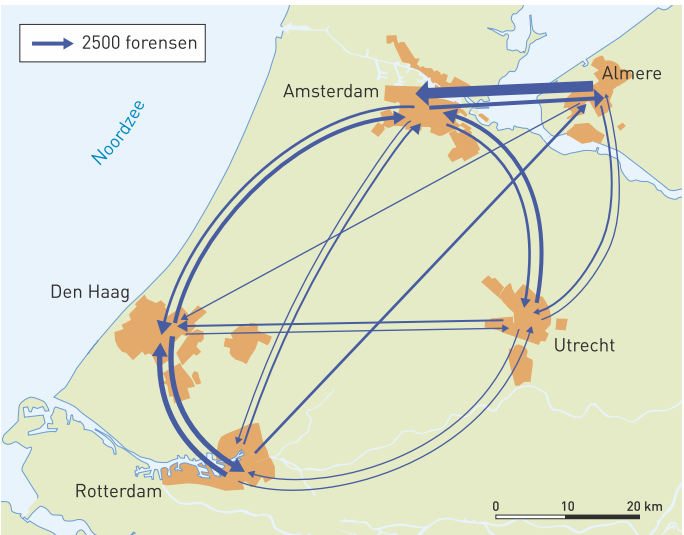 2500 forensen
Amsterdam
Almere
Noordzee
Den Haag
Utrecht
Rotterdam
0 10 20 km